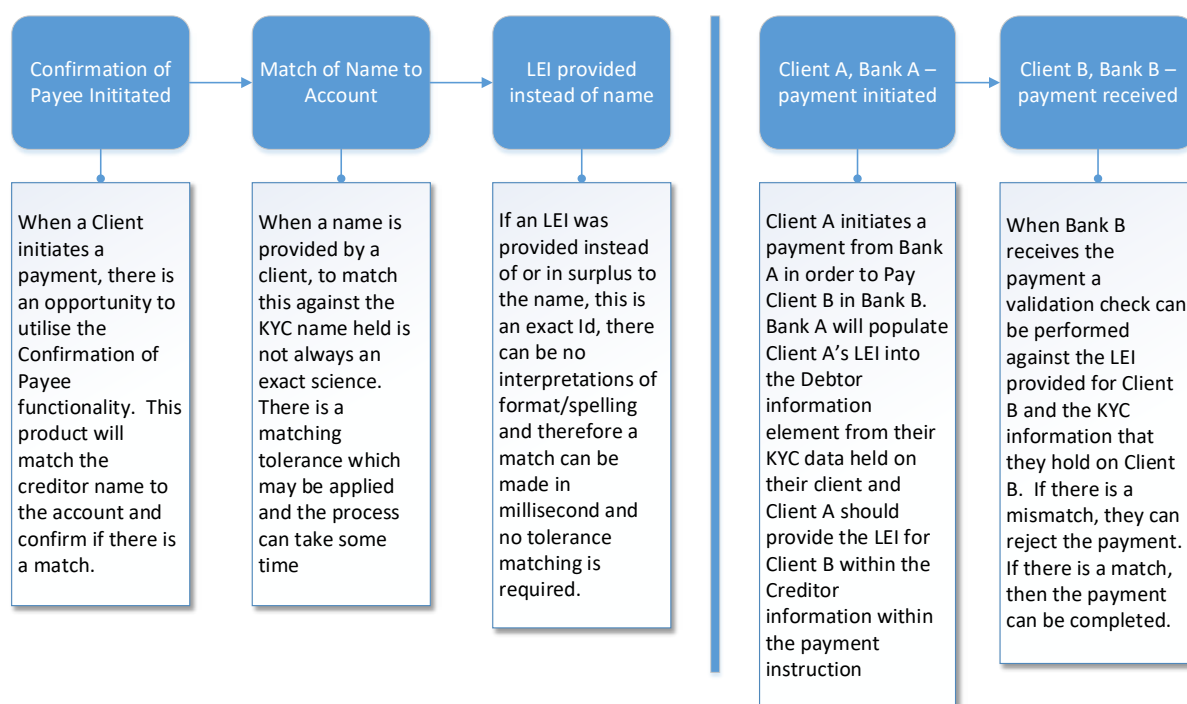 Confirmation of
Payee Inititated
Match of Name to
Account
LEI provided
instead of name
Client A, Bank A –
payment initiated
Client B, Bank B –
payment received
When a Client
initiates a
payment, there is
an opportunity to
utilise the
Confirmation of
Payee
functionality.  This
product will
match the
creditor name to
the account and
confirm if there is
a match.
When a name is
provided by a
client, to match
this against the
KYC name held is
not always an
exact science.
There is a
matching
tolerance which
may be applied
and the process
can take some
time
If an LEI was
provided instead
of or in surplus to
the name, this is
an exact Id, there
can be no
interpretations of
format/spelling
and therefore a
match can be
made in
millisecond and
no tolerance
matching is
required.
Client A initiates a
payment from Bank
A in order to Pay
Client B in Bank B.
Bank A will populate
Client A’s LEI into
the Debtor
information
element from their
KYC data held on
their client and
Client A should
provide the LEI for
Client B within the
Creditor
information within
the payment
instruction
When Bank B
receives the
payment a
validation check can
be performed
against the LEI
provided for Client
B and the KYC
information that
they hold on Client
B.  If there is a
mismatch, they can
reject the payment.
If there is a match,
then the payment
can be completed.